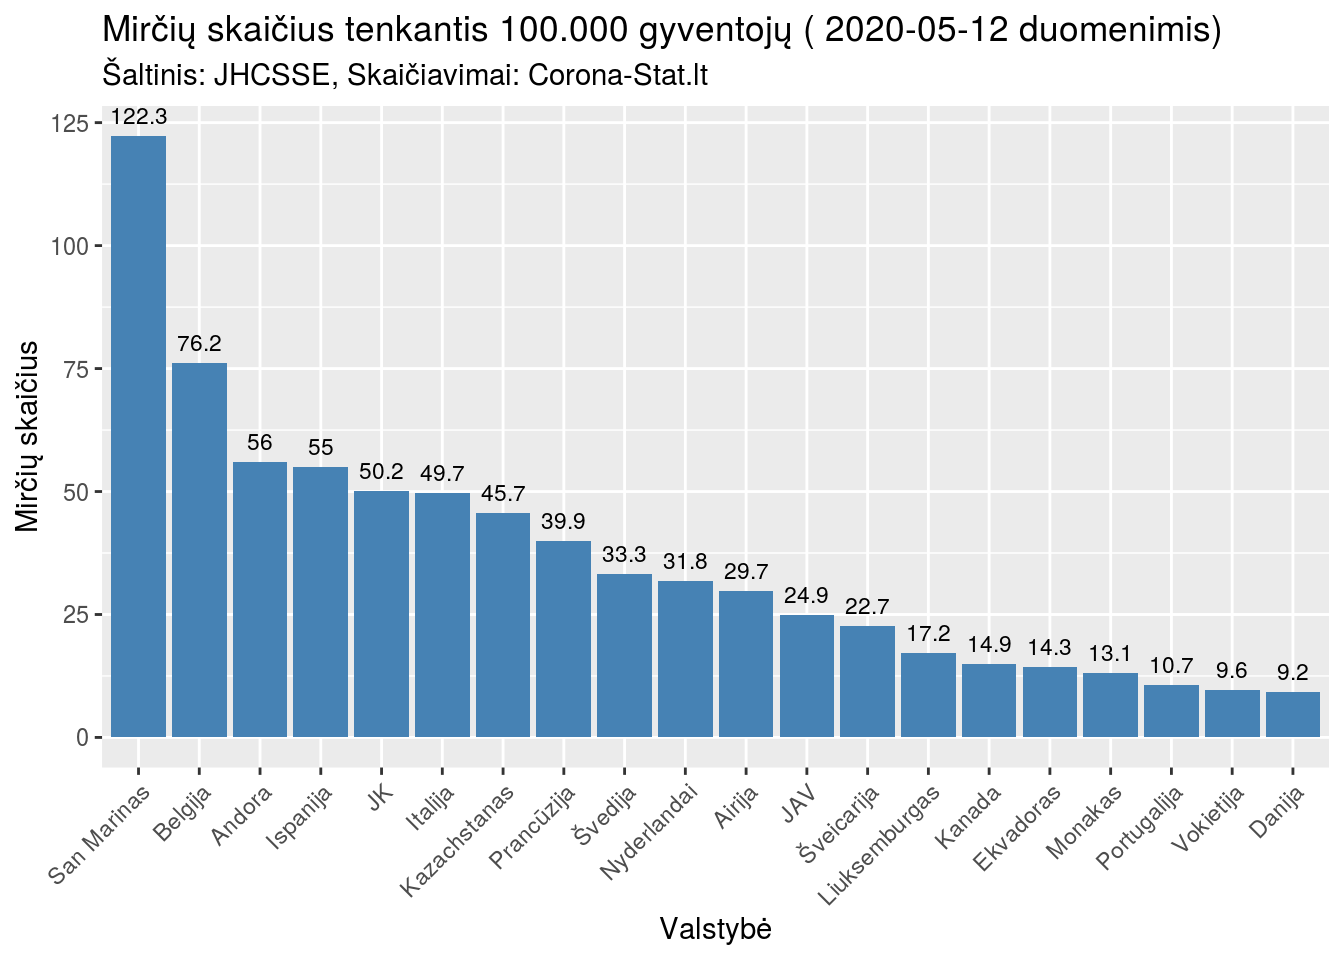 Mirčių skaičius tenkantis 100.000 gyventojų ( 2020-05-12 duomenimis)
Šaltinis: JHCSSE, Skaičiavimai: Corona-Stat.lt
Mirčių skaičius
125
100
75
50
25
0
122.3
76.2
56
55
50.2
49.7
45.7
39.9
33.3
31.8
29.7
24.9
22.7
17.2
14.9
14.3
13.1
10.7
9.6
9.2
San Marinas
Belgija
Andora
Ispanija
JK
Italija
Kazachstanas
Prancūzija
Švedija
Nyderlandai
Airija
JAV
Šveicarija
Liuksemburgas
Kanada
Ekvadoras
Monakas
Portugalija
Vokietija
Danija
Valstybė